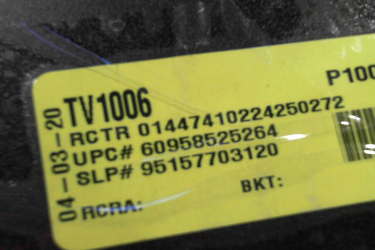 04-03-20
TV1006
P100
RCTR 01447410224250272
UPC# 60958525264
SLP# 95157703120
BKT:
RCRA: